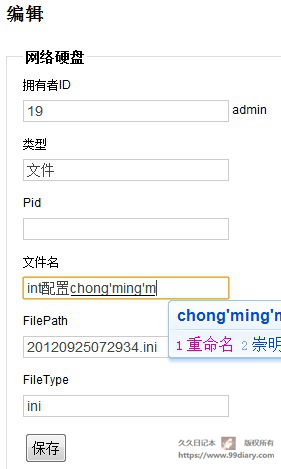 编辑
网络硬盘
拥有者ID
19 admin
类型
文件
Pid
文件名
int配置chong'ming'm
chong'ming'm
FilePath
1 重命名 2 崇明
20120925072934.ini
FileType
ini
保存
久久日记本 版权所有
https://www.99diary.com